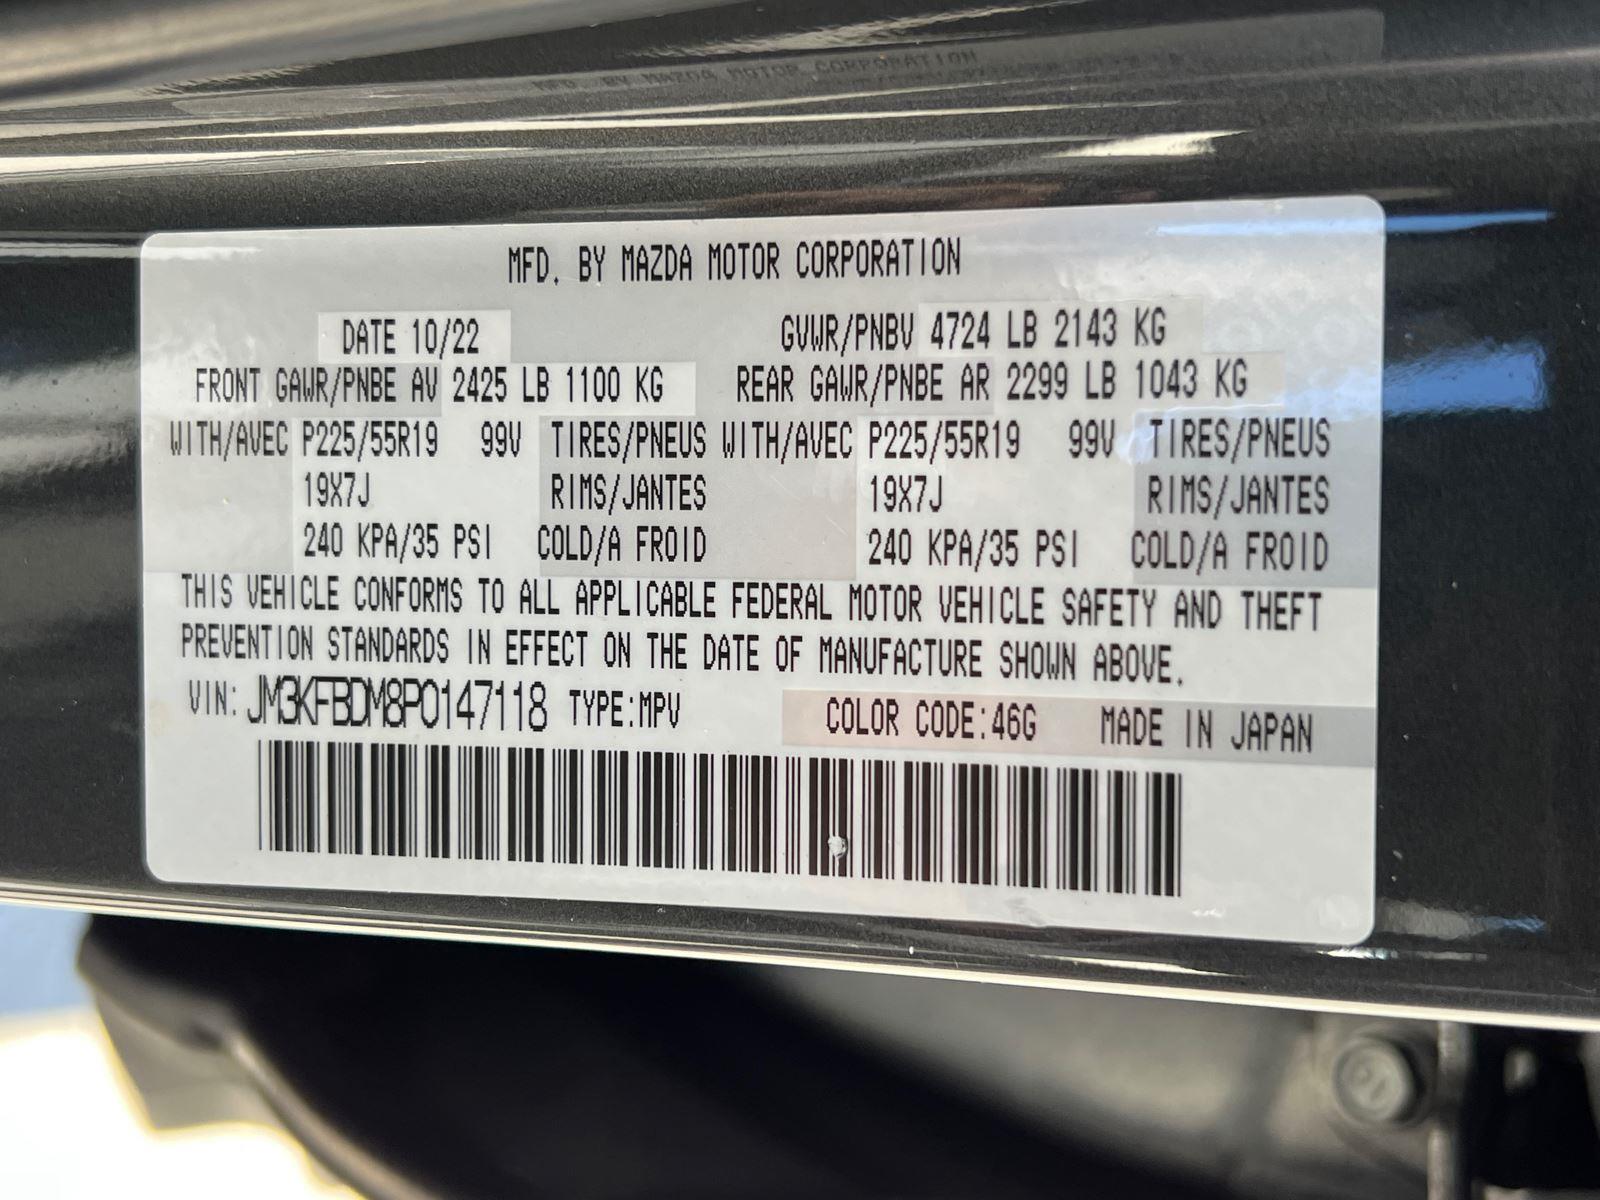 MFD. BY MAZDA MOTOR CORPORATION
MFD. BY MAZDA MOTOR CORPORATION
DATE 10/22 GVWR/PNBV 4724 LB 2143 KG
FRONT GAWR/PNBE AV 2425 LB 1100 KG REAR GAWR/PNBE AR 2299 LB 1043 KG
WITH/AVEC P225/55R19 99V TIRES/PNEUS WITH/AVEC P225/55R19 99V TIRES/PNEUS
19X7J RIMS/JANTES 19X7J RIMS/JANTES
240 KPA/35 PSI COLD/A FROID 240 KPA/35 PSI COLD/A FROID
THIS VEHICLE CONFORMS TO ALL APPLICABLE FEDERAL MOTOR VEHICLE SAFETY AND THEFT
PREVENTION STANDARDS IN EFFECT ON THE DATE OF MANUFACTURE SHOWN ABOVE.
VIN: JM3KFBDM8P0147118 TYPE:MPV COLOR CODE:46G MADE IN JAPAN